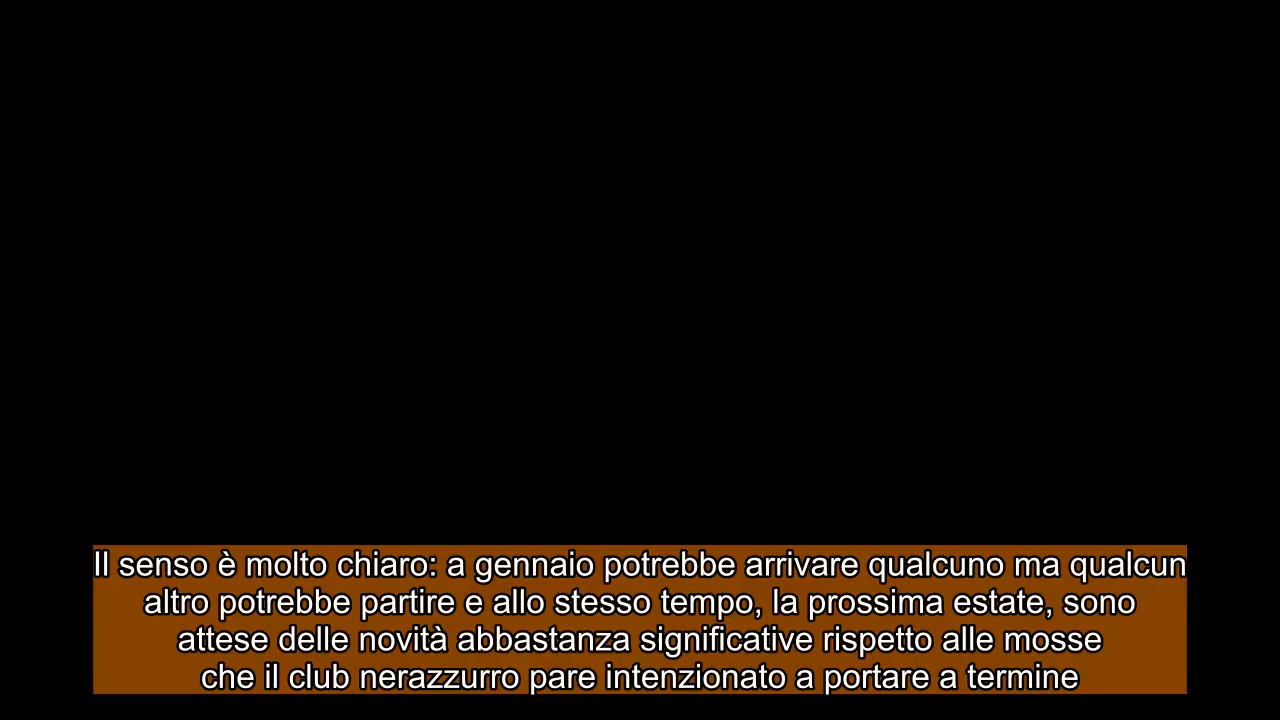 Il senso è molto chiaro: a gennaio potrebbe arrivare qualcuno ma qualcun
altro potrebbe partire e allo stesso tempo, la prossima estate, sono
attese delle novità abbastanza significative rispetto alle mosse
che il club nerazzurro pare intenzionato a portare a termine